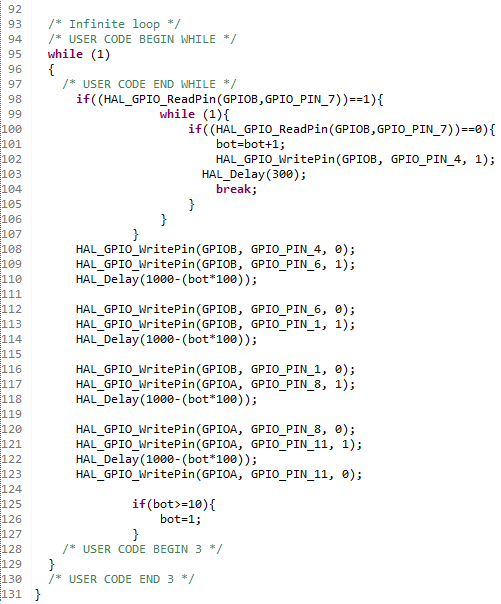 92
93 /* Infinite loop */
94 /* USER CODE BEGIN WHILE */
95 while (1)
96 {
97 /* USER CODE END WHILE */
98 if((HAL_GPIO_ReadPin(GPIOB,GPIO_PIN_7))==1){
99 while (1){
100 if((HAL_GPIO_ReadPin(GPIOB,GPIO_PIN_7))==0){
101 bot=bot+1;
102 HAL_GPIO_WritePin(GPIOB, GPIO_PIN_4, 1);
103 HAL_Delay(300);
104 break;
105 }
106 }
107 }
108 HAL_GPIO_WritePin(GPIOB, GPIO_PIN_4, 0);
109 HAL_GPIO_WritePin(GPIOB, GPIO_PIN_6, 1);
110 HAL_Delay(1000-(bot*100));
111
112 HAL_GPIO_WritePin(GPIOB, GPIO_PIN_6, 0);
113 HAL_GPIO_WritePin(GPIOB, GPIO_PIN_1, 1);
114 HAL_Delay(1000-(bot*100));
115
116 HAL_GPIO_WritePin(GPIOB, GPIO_PIN_1, 0);
117 HAL_GPIO_WritePin(GPIOA, GPIO_PIN_8, 1);
118 HAL_Delay(1000-(bot*100));
119
120 HAL_GPIO_WritePin(GPIOA, GPIO_PIN_8, 0);
121 HAL_GPIO_WritePin(GPIOA, GPIO_PIN_11, 1);
122 HAL_Delay(1000-(bot*100));
123 HAL_GPIO_WritePin(GPIOA, GPIO_PIN_11, 0);
124
125 if(bot>=10){
126 bot=1;
127 }
128 /* USER CODE BEGIN 3 */
129 }
130 /* USER CODE END 3 */
131 }